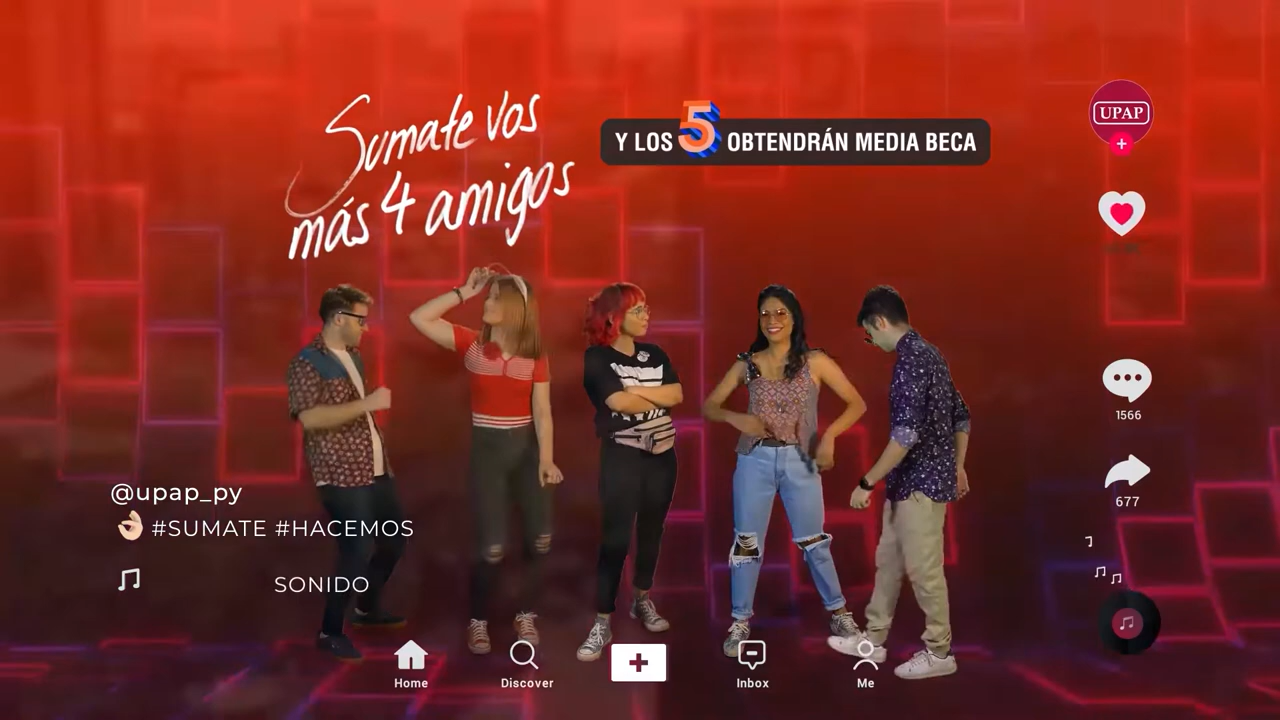 Sumate vos
más 4 amigos
Y LOS 5 OBTENDRÁN MEDIA BECA
UPAP
1566
677
@upap_py
👌🏻 #SUMATE #HACEMOS
SONIDO
Home
Discover
Inbox
Me